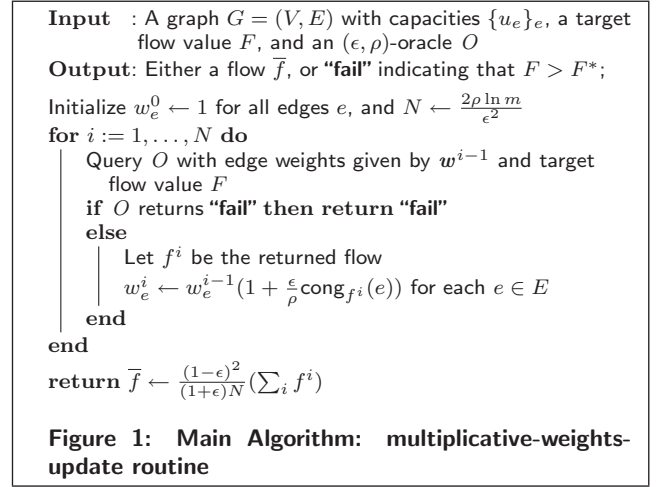 Input : A graph G = (V, E) with capacities {u_e}_e, a target
flow value F, and an (ϵ, ρ)-oracle O
Output: Either a flow f̅, or “fail” indicating that F > F*;
Initialize w_e^0 ← 1 for all edges e, and N ← \frac{2ρ ln m}{ϵ^2}
for i := 1, . . . , N do
Query O with edge weights given by w^{i−1} and target
flow value F
if O returns “fail” then return “fail”
else
Let f^i be the returned flow
w_e^i ← w_e^{i−1}(1 + \frac{ϵ}{ρ}cong_{f^i}(e)) for each e ∈ E
end
end
return f̅ ← \frac{(1−ϵ)^2}{(1+ϵ)N}(∑_i f^i)
Figure 1: Main Algorithm: multiplicative-weights-
update routine